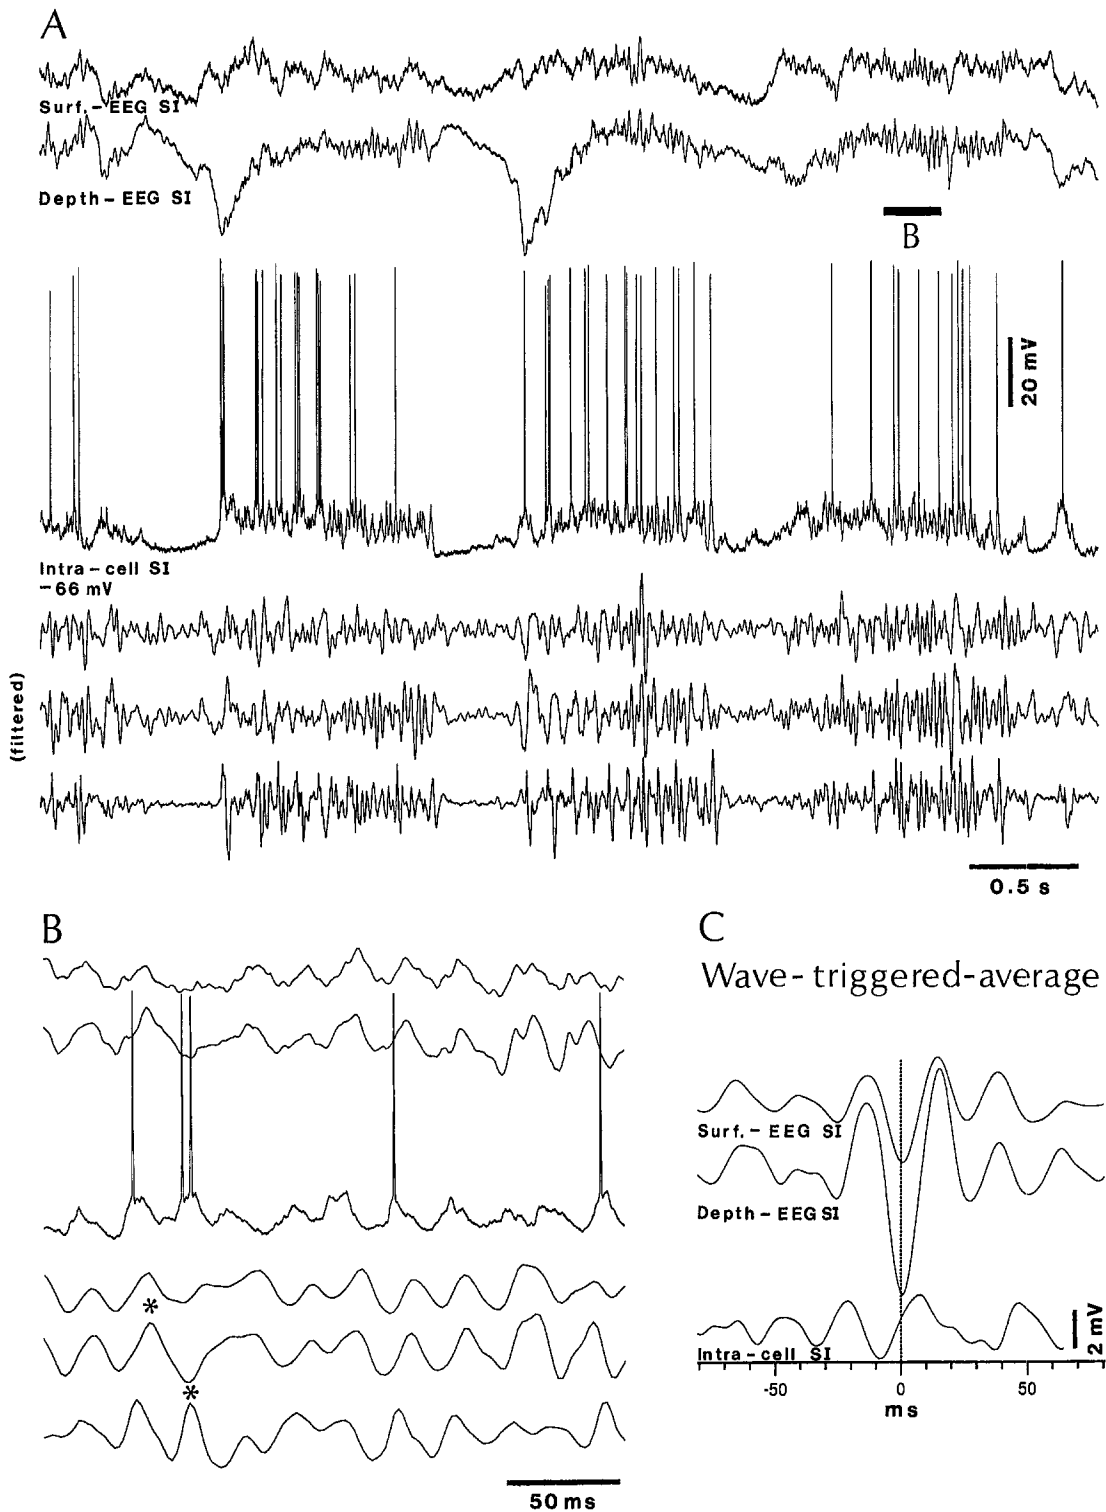 A
Surf. - EEG SI
Depth - EEG SI
B
20 mV
Intra - cell SI
- 66 mV
(filtered)
0.5 s
B
*
*
50 ms
C
Wave - triggered - average
Surf. - EEG SI
Depth - EEG SI
Intra - cell SI
2 mV
-50 0 50
ms